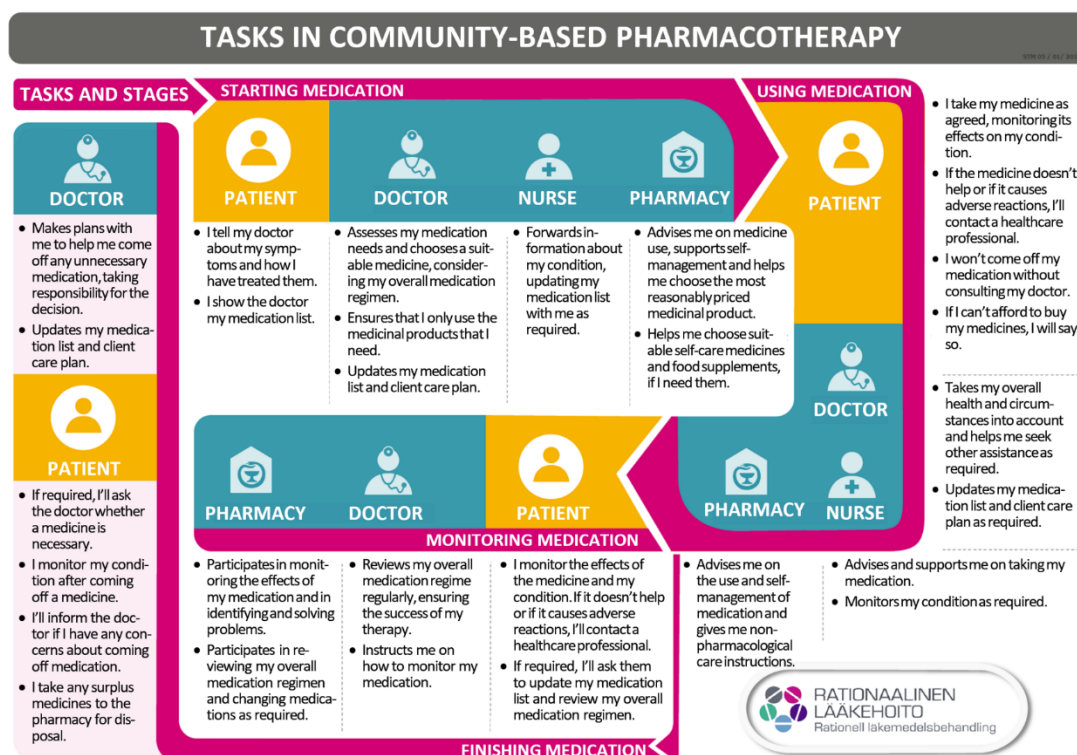 TASKS IN COMMUNITY-BASED PHARMACOTHERAPY
TASKS AND STAGES
STARTING MEDICATION
PATIENT
• I tell my doctor
about my symp-
toms and how I
have treated them.
• I show the doctor
my medication list.
DOCTOR
• Assesses my medication
needs and chooses a suit-
able medicine, consider-
ing my overall medication
regimen.
• Ensures that I only use the
medicinal products that I
need.
• Updates my medication
list and client care plan.
NURSE
• Forwards in-
formation about
my condition,
updating my
medication list
with me as
required.
PHARMACY
• Advises me on medicine
use, supports self-
management and helps
me choose the most
reasonably priced
medicinal product.
• Helps me choose suit-
able self-care medicines
and food supplements,
if I need them.
USING MEDICATION
PATIENT
• I take my medicine as
agreed, monitoring its
effects on my condi-
tion.
• If the medicine doesn't
help or if it causes
adverse reactions, I'll
contact a healthcare
professional.
• I won't come off my
medication without
consulting my doctor.
• If I can't afford to buy
my medicines, I will say
so.
DOCTOR
• Takes my overall
health and circum-
stances into account
and helps me seek
other assistance as
required.
• Updates my medica-
tion list and client care
plan as required.
NURSE
• Advises and supports me on taking my
medication.
• Monitors my condition as required.
PHARMACY
• Advises me on
the use and self-
management of
medication and
gives me non-
pharmacological
care instructions.
MONITORING MEDICATION
PATIENT
• I monitor the effects
of the medicine and my
condition. If it doesn't help
or if it causes adverse
reactions, I'll contact a
healthcare professional.
• If required, I'll ask them
to update my medication
list and review my overall
medication regimen.
DOCTOR
• Reviews my overall
medication regime
regularly, ensuring
the success of my
therapy.
• Instructs me on
how to monitor my
medication.
PHARMACY
• Participates in monit-
oring the effects of
my medication and in
identifying and solving
problems.
• Participates in re-
viewing my overall
medication regimen
and changing medica-
tions as required.
FINISHING MEDICATION
DOCTOR
• Makes plans with
me to help me come
off any unnecessary
medication, taking
responsibility for the
decision.
• Updates my medica
tion list and client
care plan.
PATIENT
• If required, I'll ask
the doctor whether
a medicine is
necessary.
• I monitor my condi-
tion after coming
off a medicine.
• I'll inform the doc-
tor if I have any con-
cerns about coming
off medication.
• I take any surplus
medicines to the
pharmacy for dis-
posal.
RATIONAALINEN
LÄÄKEHOITO
Rationell läkemedelsbehandling